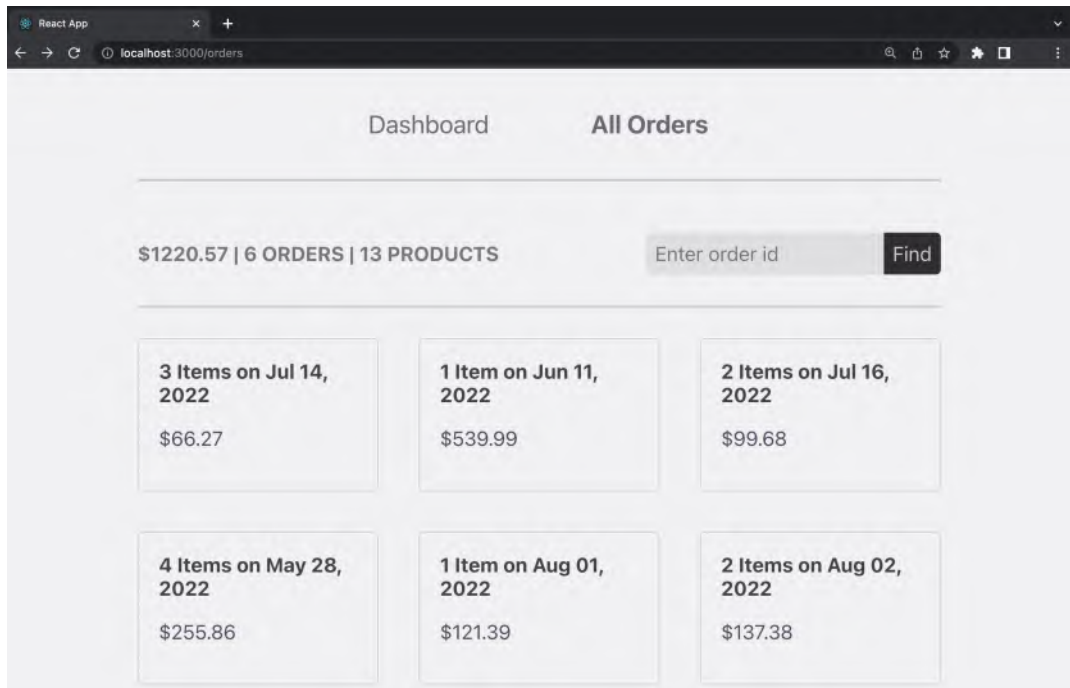 React App
localhost:3000/orders
Dashboard All Orders
$1220.57 | 6 ORDERS | 13 PRODUCTS Enter order id Find
3 Items on Jul 14,
2022
$66.27
1 Item on Jun 11,
2022
$539.99
2 Items on Jul 16,
2022
$99.68
4 Items on May 28,
2022
$255.86
1 Item on Aug 01,
2022
$121.39
2 Items on Aug 02,
2022
$137.38